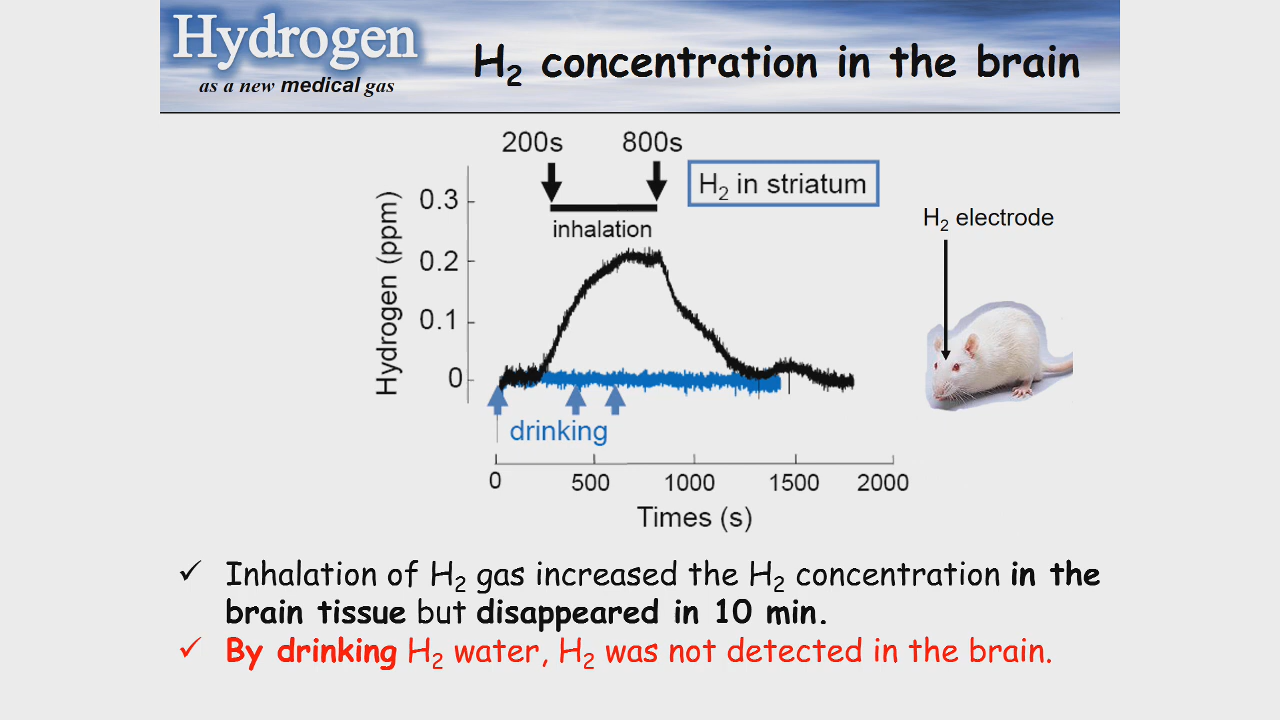 Hydrogen
as a new medical gas
H2 concentration in the brain
200s 800s
H2 in striatum
inhalation
H2 electrode
Hydrogen (ppm)
0.3
0.2
0.1
0
drinking
0 500 1000 1500 2000
Times (s)
✓ Inhalation of H2 gas increased the H2 concentration in the
brain tissue but disappeared in 10 min.
✓ By drinking H2 water, H2 was not detected in the brain.